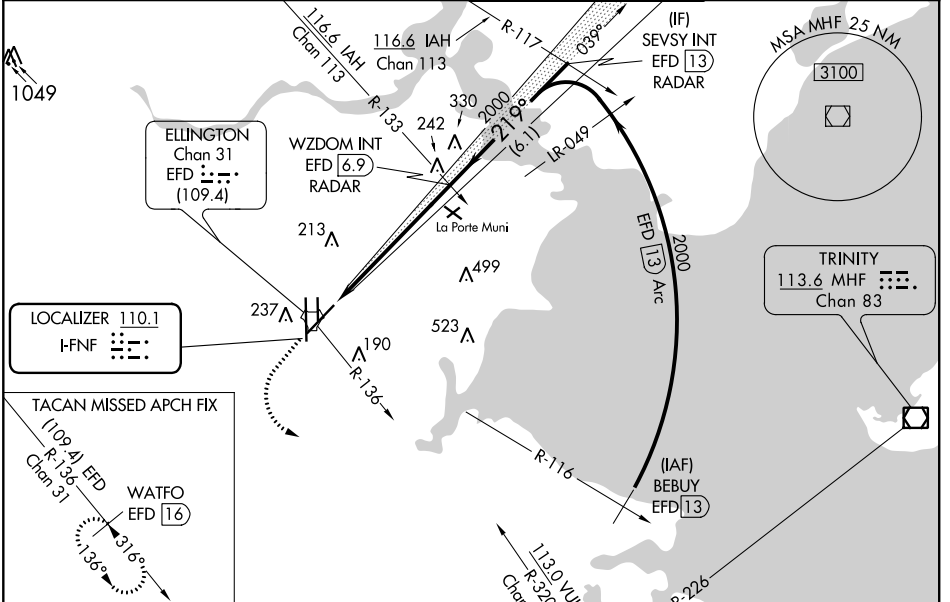 116.6 IAH
Chan 113
R-133
116.6 IAH
Chan 113
R-117
039°
(IF)
SEVSY INT
EFD 13
RADAR
MSA MHF 25 NM
3100
1049
ELLINGTON
Chan 31
EFD
(109.4)
WZDOM INT
EFD 6.9
RADAR
242
330
2000
219°
(6.1)
LR-049
La Porte Muni
213
499
EFD 13 Arc
2000
TRINITY
113.6 MHF
Chan 83
LOCALIZER 110.1
I-FNF
237
190
523
R-136
TACAN MISSED APCH FIX
(109.4) EFD
R-136
Chan 31
WATFO
EFD 16
316°
136°
R-116
(IAF)
BEBUY
EFD 13
113.0
R-320
R-226